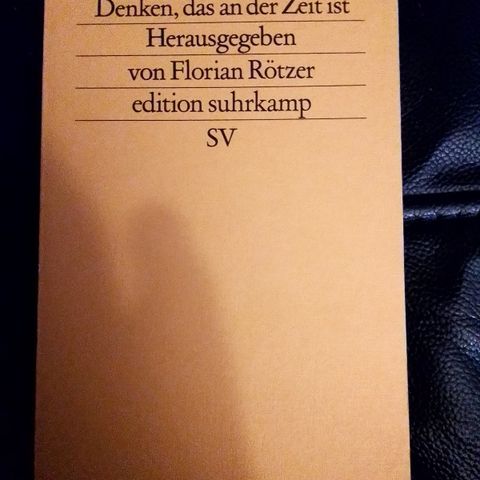 Denken, das an der Zeit ist
Herausgegeben
von Florian Rötzer
edition suhrkamp
SV